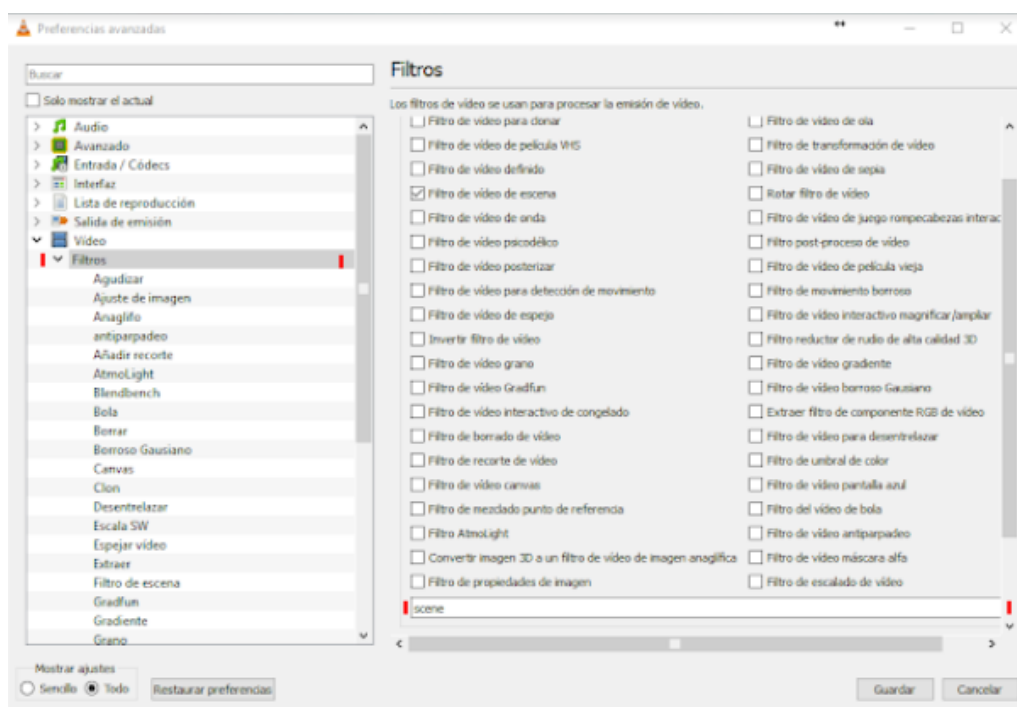 Preferencias avanzadas
Buscar
Solo mostrar el actual
Audio
Avanzado
Entrada / Códecs
Interfaz
Lista de reproducción
Salida de emisión
Vídeo
Filtros
Agudizar
Ajuste de imagen
Anaglifo
antiparpadeo
Añadir recorte
AtmoLight
Blendbench
Bola
Borrar
Borroso Gausiano
Canvas
Clon
Desentrelazar
Escala SW
Espejar vídeo
Extraer
Filtro de escena
Gradfun
Gradiente
Grano
Mostrar ajustes
Sencillo Todo
Restaurar preferencias
Filtros
Los filtros de vídeo se usan para procesar la emisión de vídeo.
Filtro de vídeo para clonar
Filtro de vídeo de película VHS
Filtro de vídeo definido
Filtro de vídeo de escena
Filtro de vídeo de onda
Filtro de vídeo psicodélico
Filtro de vídeo posterizar
Filtro de vídeo para detección de movimiento
Filtro de vídeo de espejo
Invertir filtro de vídeo
Filtro de vídeo grano
Filtro de vídeo Gradfun
Filtro de vídeo interactivo de congelado
Filtro de borrado de vídeo
Filtro de recorte de vídeo
Filtro de vídeo canvas
Filtro de mezclado punto de referencia
Filtro AtmoLight
Convertir imagen 3D a un filtro de vídeo de imagen anaglífica
Filtro de propiedades de imagen
Filtro de vídeo de ola
Filtro de transformación de vídeo
Filtro de vídeo de sepia
Rotar filtro de vídeo
Filtro de vídeo de juego rompecabezas interac
Filtro post-proceso de vídeo
Filtro de vídeo de película vieja
Filtro de movimiento borroso
Filtro de vídeo interactivo magnificar/ampliar
Filtro reductor de rudio de alta calidad 3D
Filtro de vídeo gradiente
Filtro de vídeo borroso Gausiano
Extraer filtro de componente RGB de vídeo
Filtro de vídeo para desentrelazar
Filtro de umbral de color
Filtro de vídeo pantalla azul
Filtro del vídeo de bola
Filtro de vídeo antiparpadeo
Filtro de vídeo máscara alfa
Filtro de escalado de vídeo
scene
Guardar
Cancelar